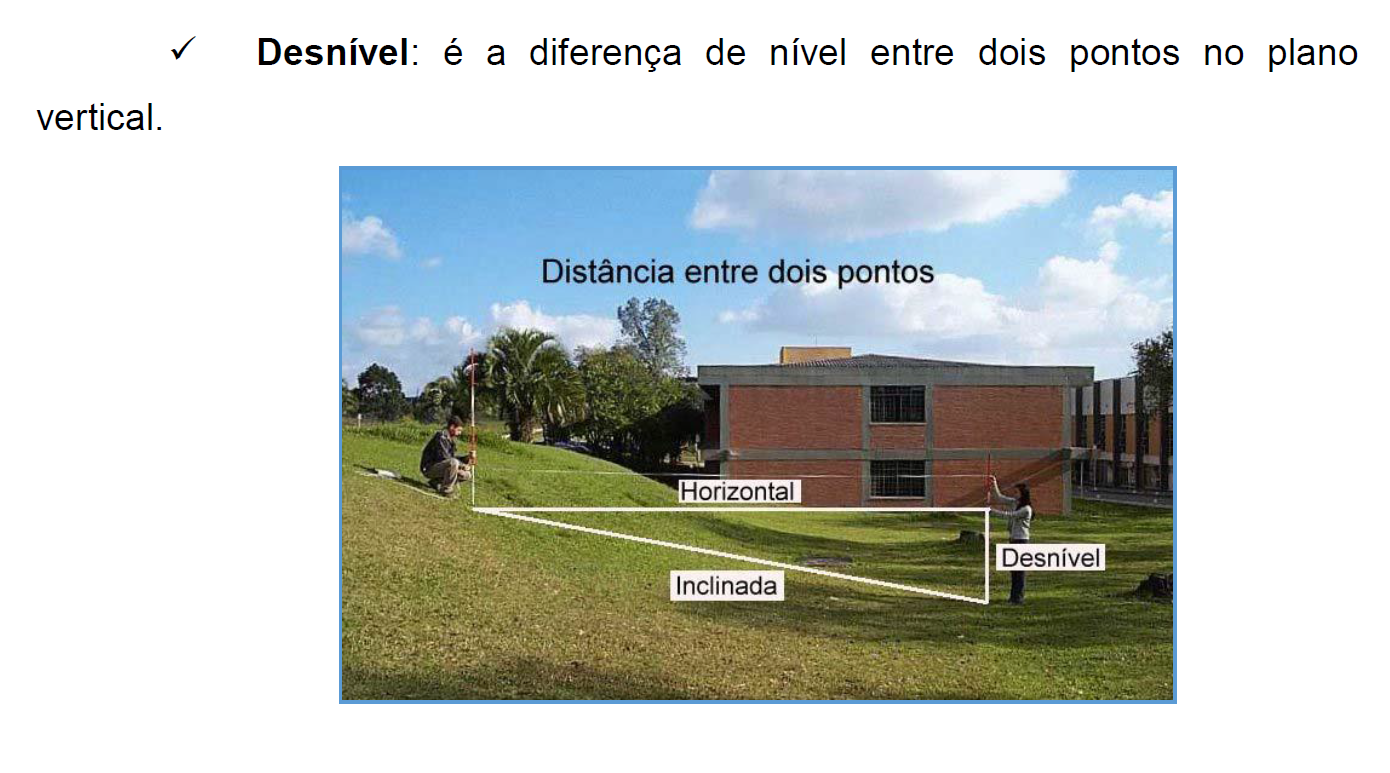 ✓ Desnível: é a diferença de nível entre dois pontos no plano
vertical.
Distância entre dois pontos
Horizontal
Desnível
Inclinada